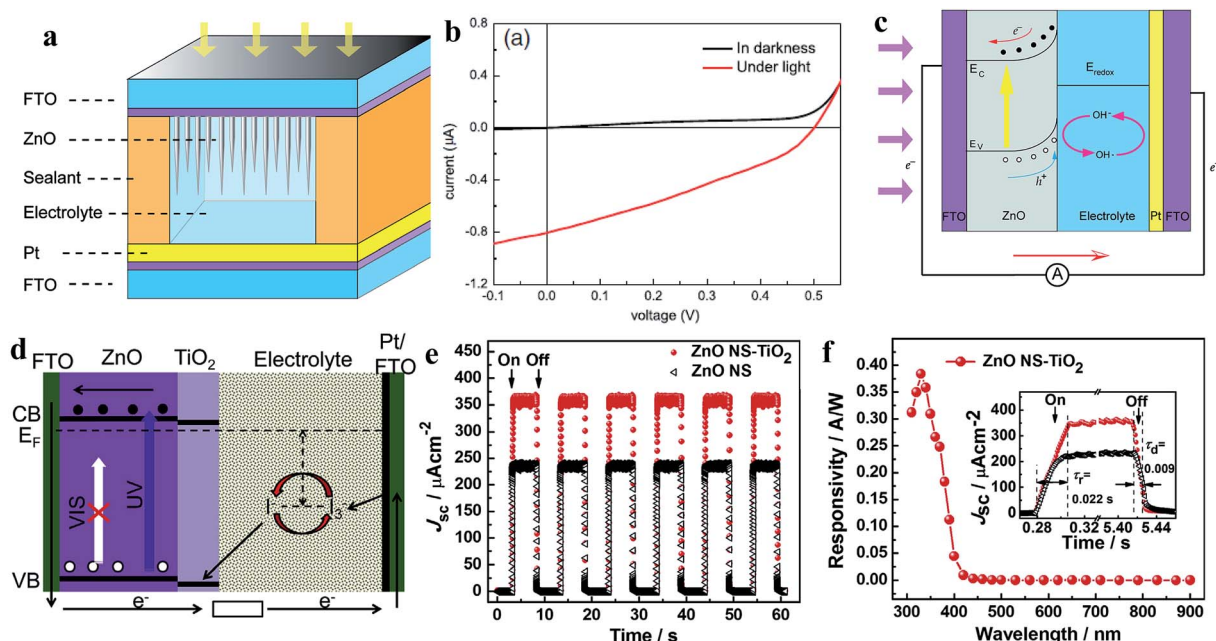 a
FTO
ZnO
Sealant
Electrolyte
Pt
FTO
b
(a)
In darkness
Under light
current (μA)
0.8
0.4
0.0
-0.4
-0.8
-1.2
-0.1 0.0 0.1 0.2 0.3 0.4 0.5
voltage (V)
c
e⁻
E_C
E_redox
OH⁻
OH·
E_V
h⁺
e⁻
e⁻
FTO ZnO Electrolyte Pt FTO
A
d
FTO ZnO TiO₂ Electrolyte Pt/
FTO
CB
E_F
VIS
UV
I⁻ I₃⁻
VB
e⁻ e⁻
e
On Off
ZnO NS-TiO₂
ZnO NS
J_sc / μAcm⁻²
450
400
350
300
250
200
150
100
50
0
0 10 20 30 40 50 60
Time / s
f
ZnO NS-TiO₂
Responsivity / A/W
0.40
0.35
0.30
0.25
0.20
0.15
0.10
0.05
0.00
300 400 500 600 700 800 900
Wavelength / nm
On Off
J_sc / μAcm⁻²
400
300
200
100
0
τ_d=
0.009
τ_r=
0.022 s
0.28 0.32 5.40 5.44
Time / s